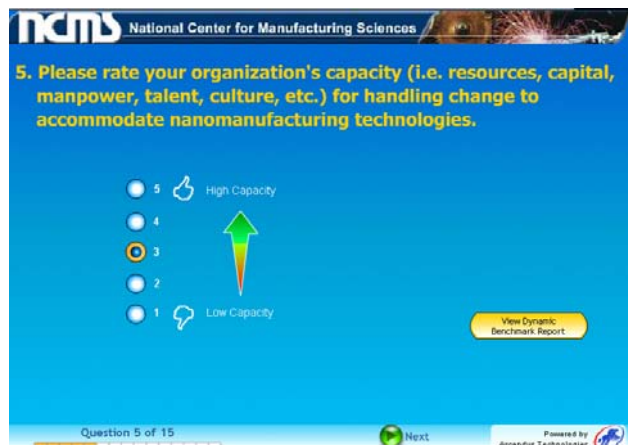 ncms National Center for Manufacturing Sciences
5. Please rate your organization's capacity (i.e. resources, capital,
manpower, talent, culture, etc.) for handling change to
accommodate nanomanufacturing technologies.
5 High Capacity
4
3
2
1 Low Capacity
View Dynamic
Benchmark Report
Question 5 of 15
Next
Powered by
Technologies